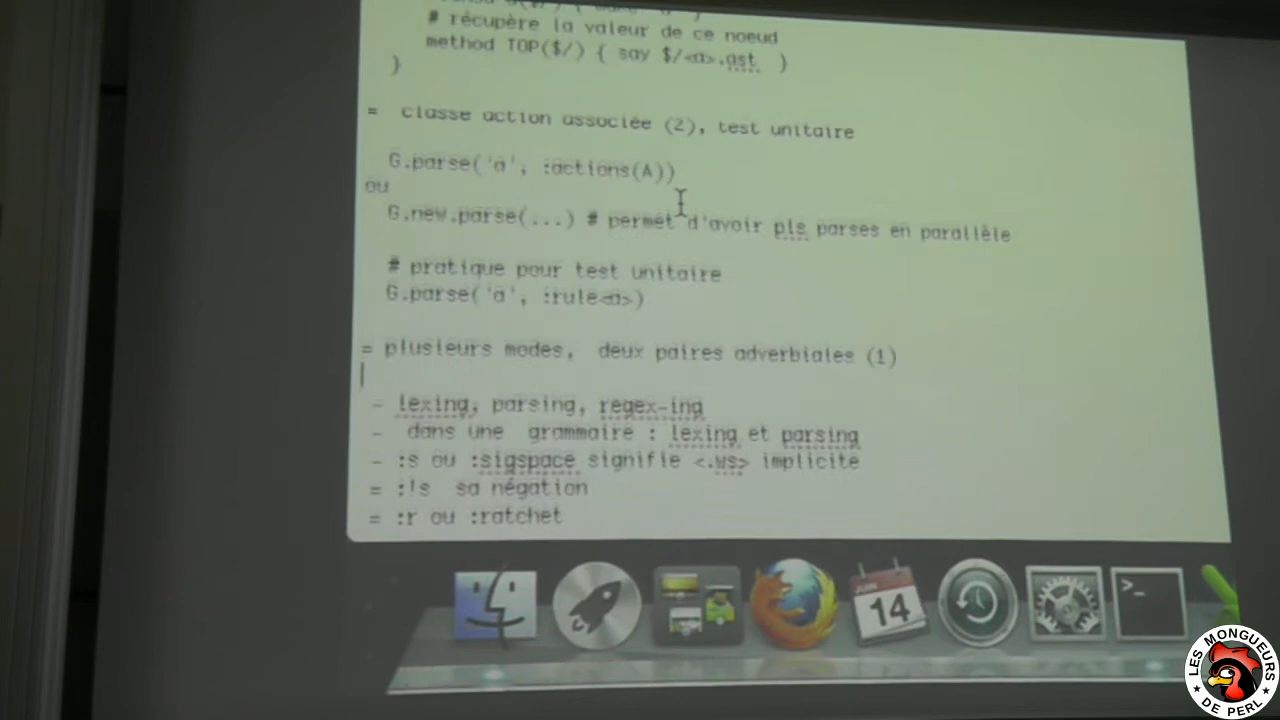 # récupère la valeur de ce noeud
method TOP($/) { say $/<a>.ast }
}
= classe action associée (2), test unitaire
G.parse('a', :actions(A))
ou
G.new.parse(...) # permet d'avoir pls parses en parallèle
# pratique pour test unitaire
G.parse('a', :rule<a>)
= plusieurs modes, deux paires adverbiales (1)
- lexing, parsing, regex-ing
- dans une grammaire : lexing et parsing
- :s ou :sigspace signifie <.ws> implicite
= :!s sa négation
= :r ou :ratchet
JUN
14
>_
LES MONGUEURS
DE PERL